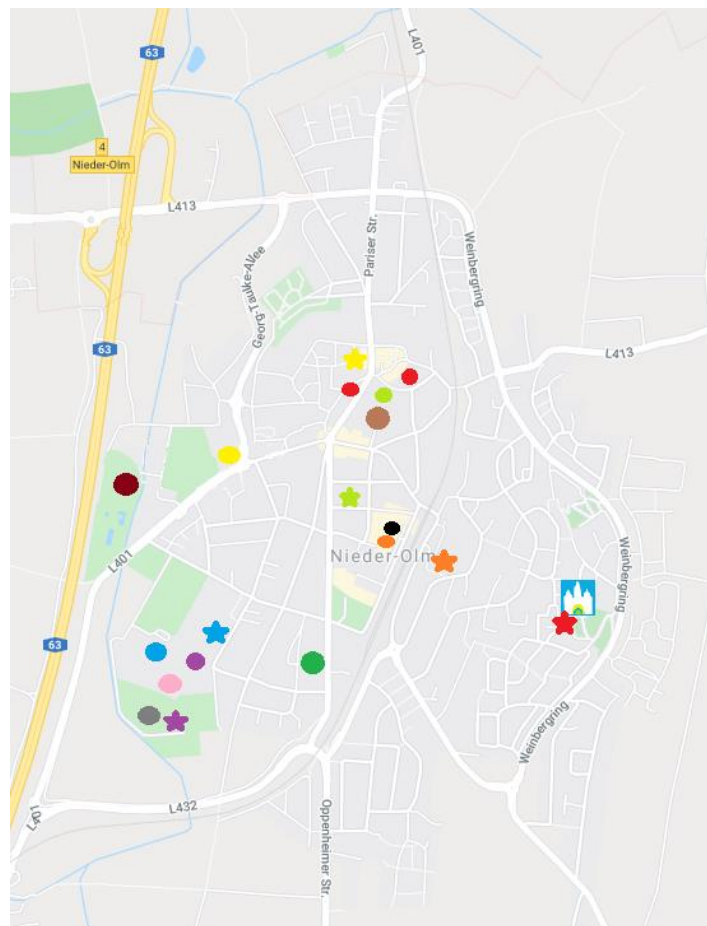 L401
63
4
Nieder-Olm
L413
Pariser Str.
Weinbergring
Georg-Taulke-Allee
63
L413
L401
Nieder-Olm
Weinbergring
63
Weinbergring
L401
L432
Oppenheimer Str.